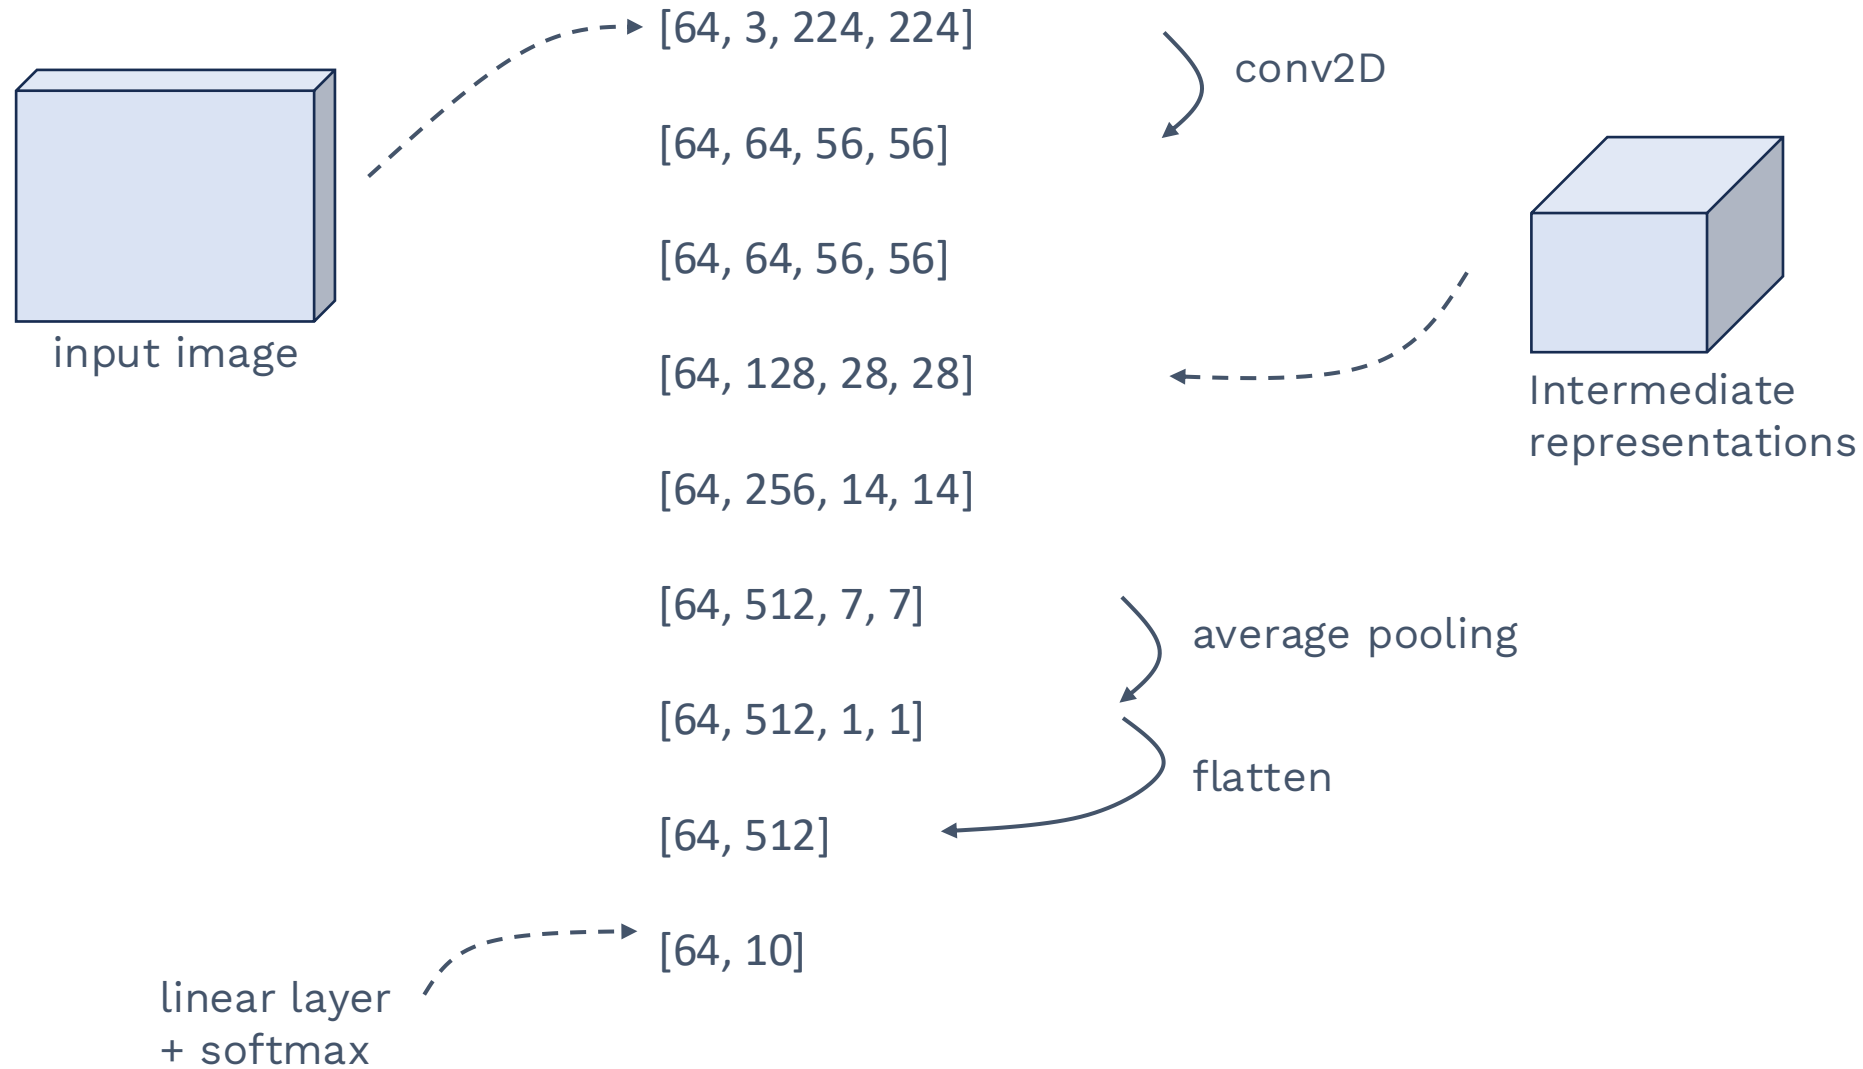 [64, 3, 224, 224]
conv2D
[64, 64, 56, 56]
[64, 64, 56, 56]
input image
[64, 128, 28, 28]
Intermediate
representations
[64, 256, 14, 14]
[64, 512, 7, 7]
average pooling
[64, 512, 1, 1]
flatten
[64, 512]
[64, 10]
linear layer
+ softmax